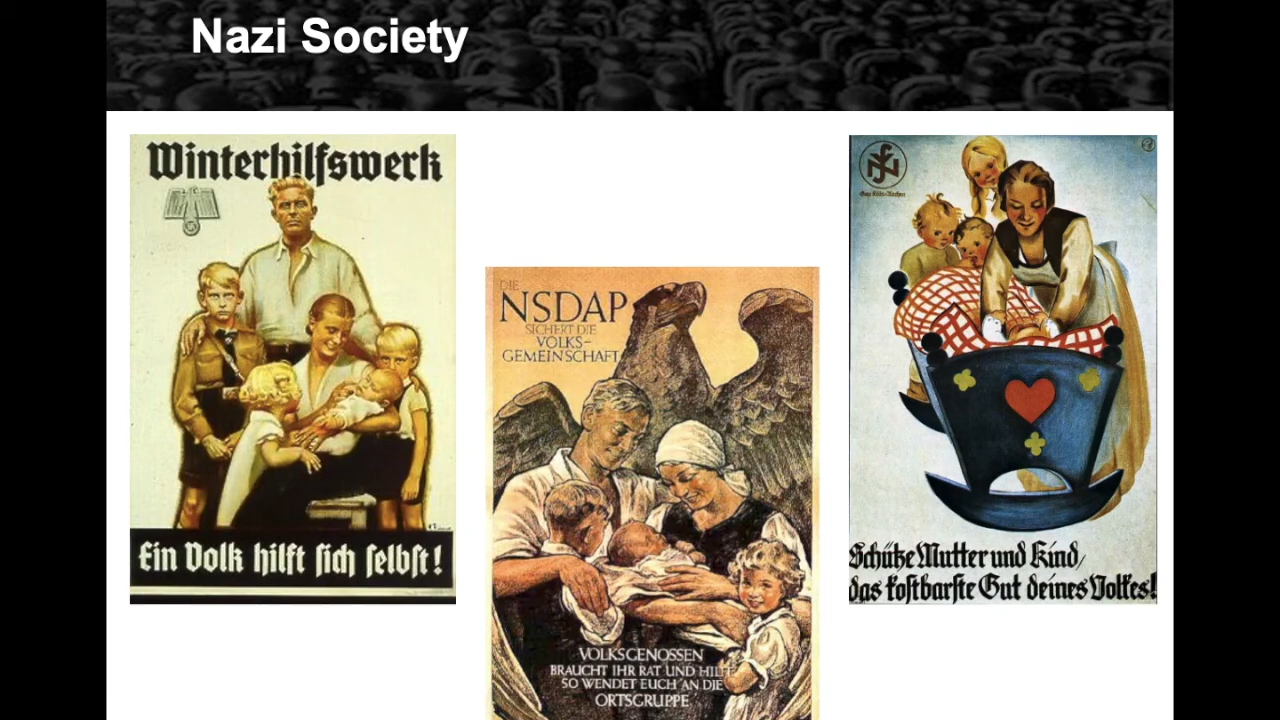 Nazi Society
Winterhilfswerk
Ein Volk hilft sich selbst!
DIE
NSDAP
SICHERT DIE
VOLKS-
GEMEINSCHAFT
VOLKSGENOSSEN
BRAUCHT IHR RAT UND HILFE
SO WENDET EUCH AN DIE
ORTSGRUPPE
Schütze Mutter und Kind,
das kostbarste Gut deines Volkes!